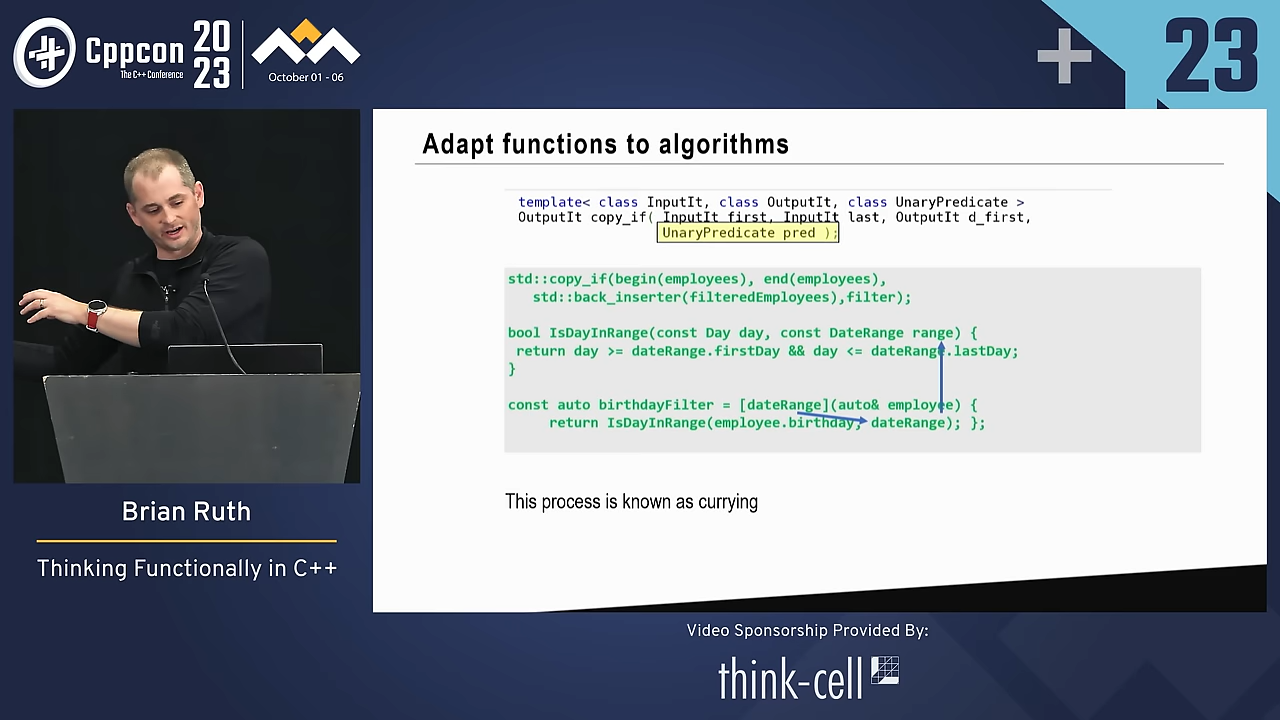 Cppcon
The C++ Conference
20
23
October 01 - 06
23
Adapt functions to algorithms
template< class InputIt, class OutputIt, class UnaryPredicate >
OutputIt copy_if( InputIt first, InputIt last, OutputIt d_first,
UnaryPredicate pred );
std::copy_if(begin(employees), end(employees),
std::back_inserter(filteredEmployees),filter);
bool IsDayInRange(const Day day, const DateRange range) {
return day >= dateRange.firstDay && day <= dateRange.lastDay;
}
const auto birthdayFilter = [dateRange](auto& employee) {
return IsDayInRange(employee.birthday, dateRange); };
This process is known as currying
Brian Ruth
Thinking Functionally in C++
Video Sponsorship Provided By:
think-cell